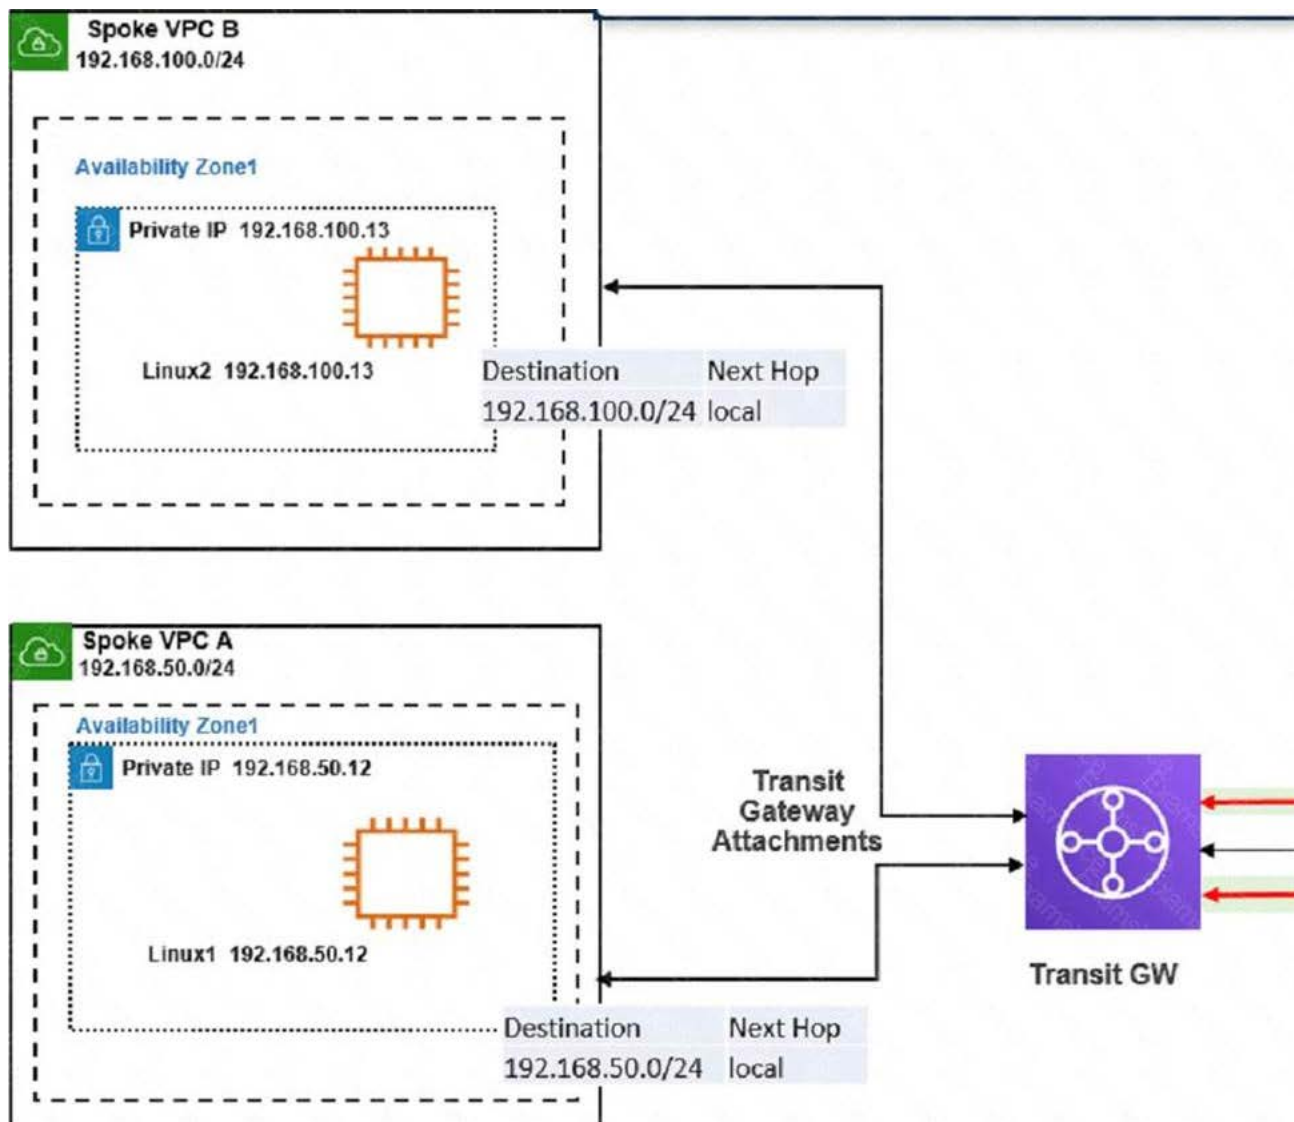 Spoke VPC B
192.168.100.0/24
Availability Zone1
Private IP 192.168.100.13
Linux2 192.168.100.13
Destination Next Hop
192.168.100.0/24 local
Spoke VPC A
192.168.50.0/24
Availability Zone1
Private IP 192.168.50.12
Linux1 192.168.50.12
Destination Next Hop
192.168.50.0/24 local
Transit
Gateway
Attachments
Transit GW